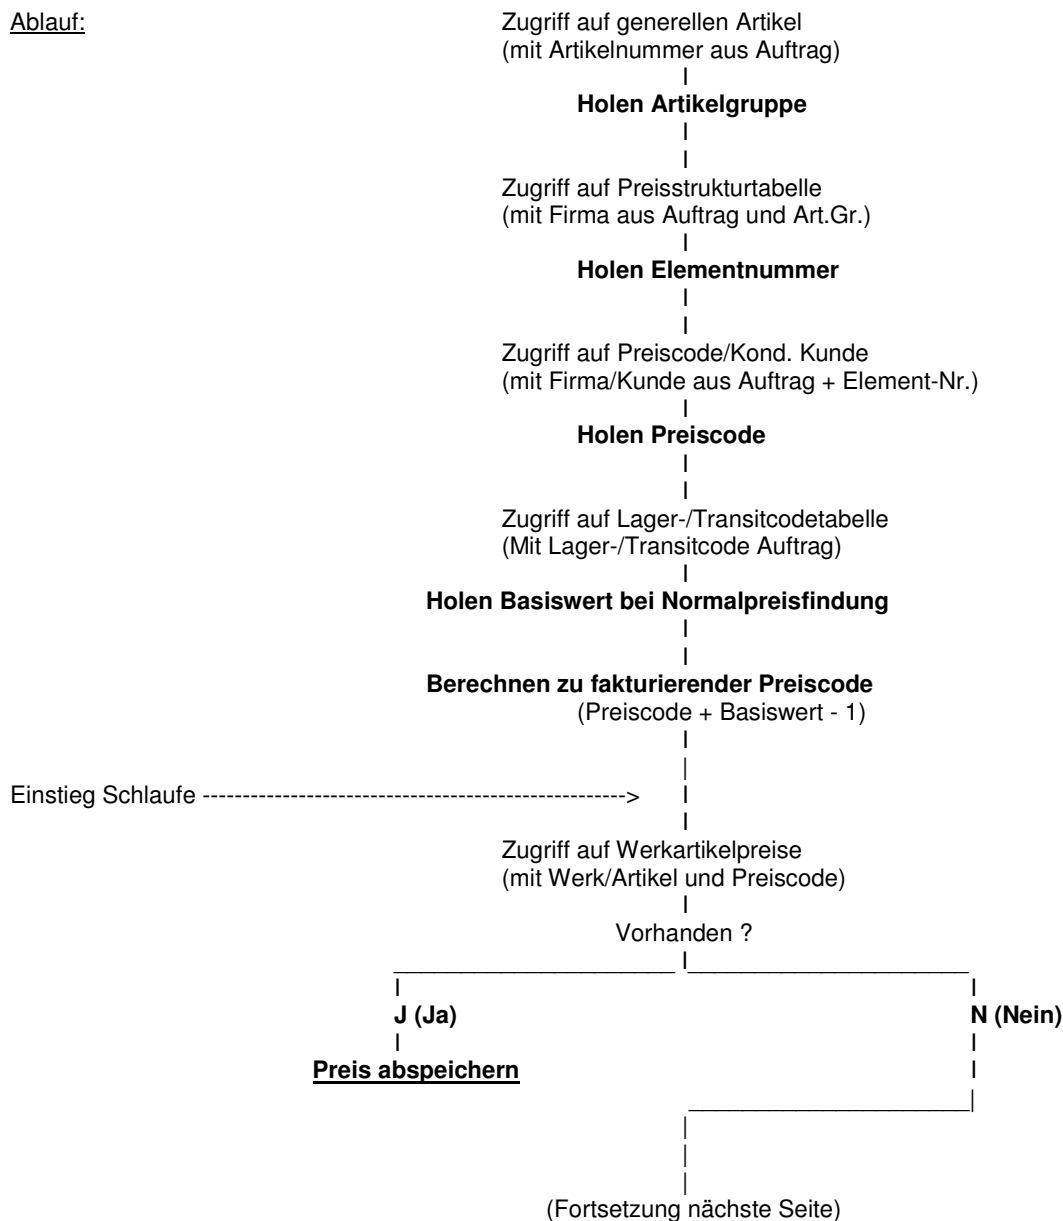 Ablauf: Zugriff auf generellen Artikel
(mit Artikelnummer aus Auftrag)
Holen Artikelgruppe
Zugriff auf Preisstrukturtabelle
(mit Firma aus Auftrag und Art.Gr.)
Holen Elementnummer
Zugriff auf Preiscode/Kond. Kunde
(mit Firma/Kunde aus Auftrag + Element-Nr.)
Holen Preiscode
Zugriff auf Lager-/Transitcodetabelle
(Mit Lager-/Transitcode Auftrag)
Holen Basiswert bei Normalpreisfindung
Berechnen zu fakturierender Preiscode
(Preiscode + Basiswert - 1)
Einstieg Schlaufe ----------------------------------------------------->
Zugriff auf Werkartikelpreise
(mit Werk/Artikel und Preiscode)
Vorhanden ?
J (Ja) N (Nein)
Preis abspeichern
(Fortsetzung nächste Seite)